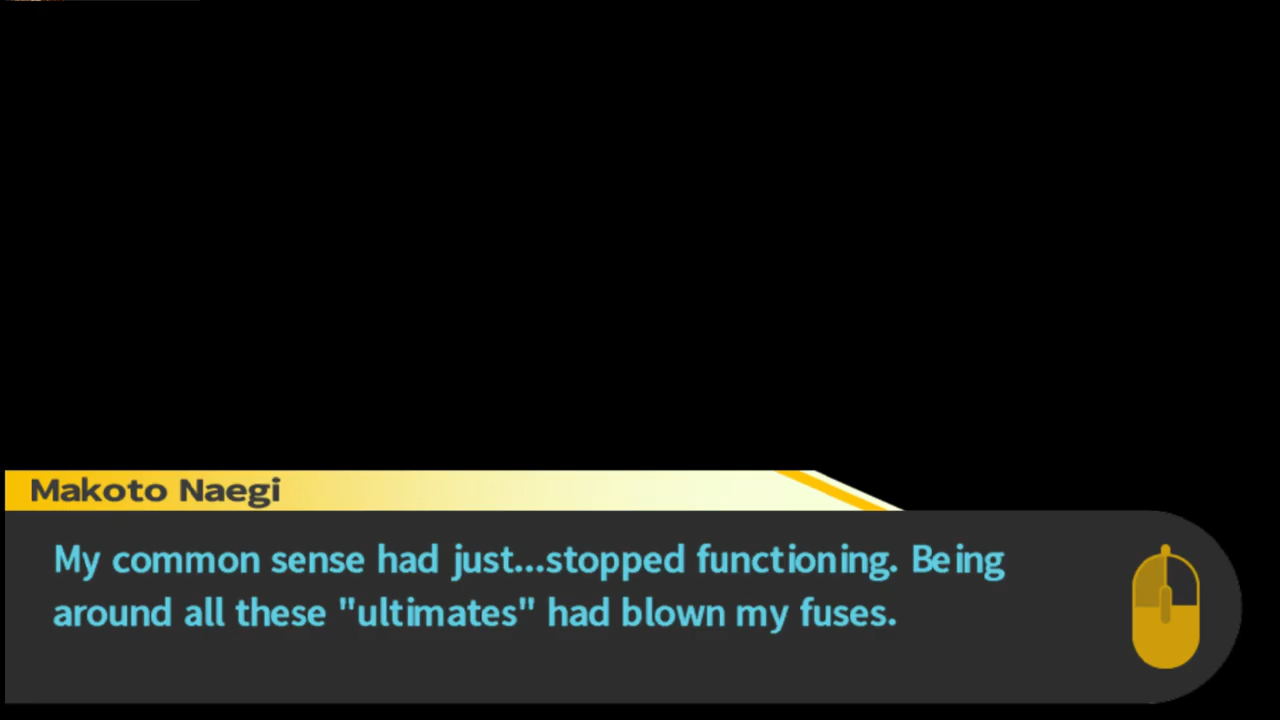 Makoto Naegi
My common sense had just...stopped functioning. Being
around all these "ultimates" had blown my fuses.